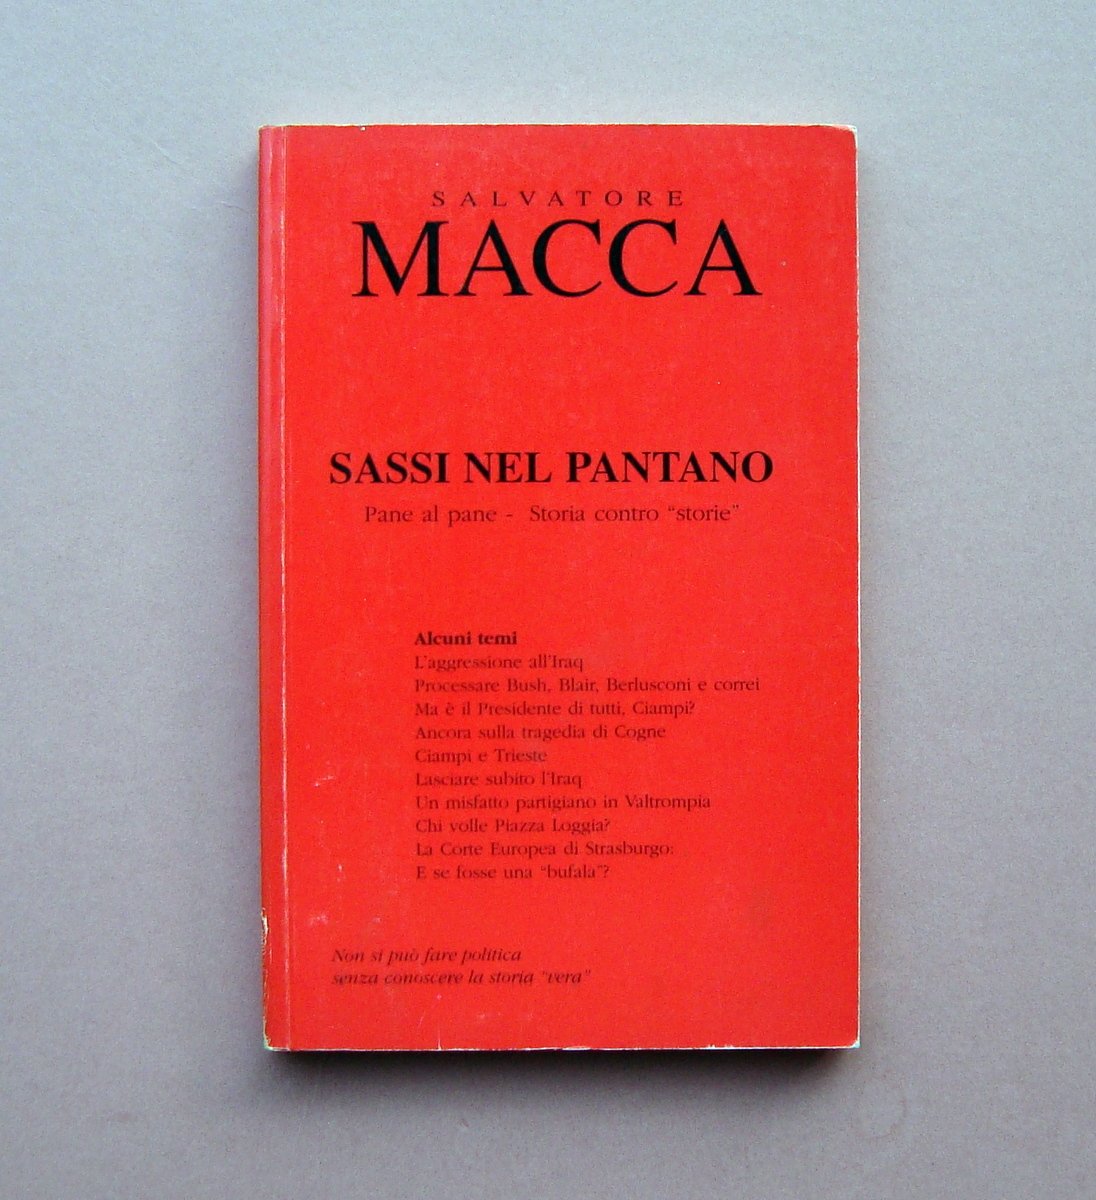 SALVATORE
MACCA
SASSI NEL PANTANO
Pane al pane - Storia contro “storie”
Alcuni temi
L'aggressione all'Iraq
Processare Bush, Blair, Berlusconi e correi
Ma è il Presidente di tutti, Ciampi?
Ancora sulla tragedia di Cogne
Ciampi e Trieste
Lasciare subito l'Iraq
Un misfatto partigiano in Valtrompia
Chi volle Piazza Loggia?
La Corte Europea di Strasburgo:
E se fosse una “bufala”?
Non si può fare politica
senza conoscere la storia “vera”